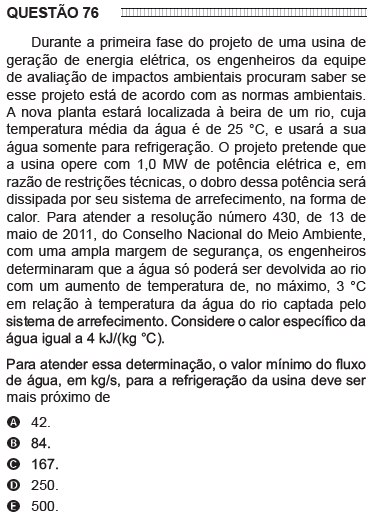 QUESTÃO 76
Durante a primeira fase do projeto de uma usina de
geração de energia elétrica, os engenheiros da equipe
de avaliação de impactos ambientais procuram saber se
esse projeto está de acordo com as normas ambientais.
A nova planta estará localizada à beira de um rio, cuja
temperatura média da água é de 25 °C, e usará a sua
água somente para refrigeração. O projeto pretende que
a usina opere com 1,0 MW de potência elétrica e, em
razão de restrições técnicas, o dobro dessa potência será
dissipada por seu sistema de arrefecimento, na forma de
calor. Para atender a resolução número 430, de 13 de
maio de 2011, do Conselho Nacional do Meio Ambiente,
com uma ampla margem de segurança, os engenheiros
determinaram que a água só poderá ser devolvida ao rio
com um aumento de temperatura de, no máximo, 3 °C
em relação à temperatura da água do rio captada pelo
sistema de arrefecimento. Considere o calor específico da
água igual a 4 kJ/(kg °C).
Para atender essa determinação, o valor mínimo do fluxo
de água, em kg/s, para a refrigeração da usina deve ser
mais próximo de
A 42.
B 84.
C 167.
D 250.
E 500.